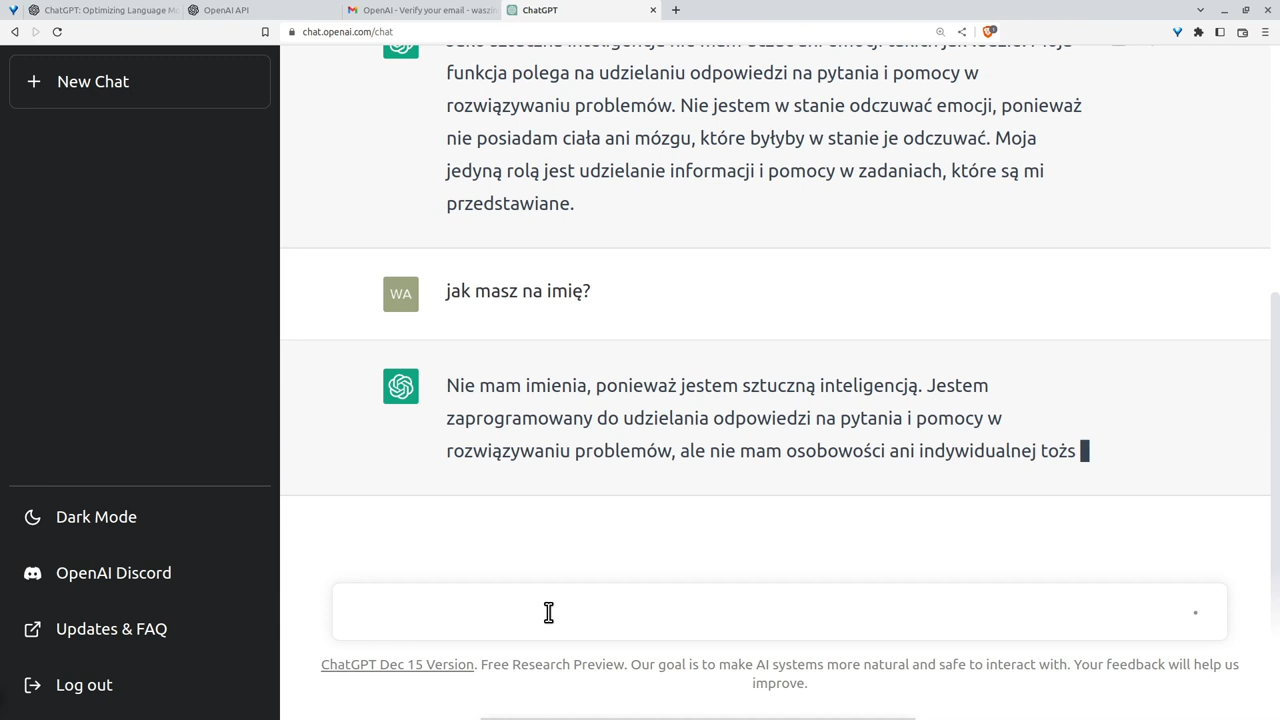 ChatGPT: Optimizing Language M
OpenAI API
OpenAI - Verify your email - waszin
ChatGPT
chat.openai.com/chat
New Chat
funkcja polega na udzielaniu odpowiedzi na pytania i pomocy w
rozwiązywaniu problemów. Nie jestem w stanie odczuwać emocji, ponieważ
nie posiadam ciała ani mózgu, które byłyby w stanie je odczuwać. Moja
jedyną rolą jest udzielanie informacji i pomocy w zadaniach, które są mi
przedstawiane.
WA
jak masz na imię?
Nie mam imienia, ponieważ jestem sztuczną inteligencją. Jestem
zaprogramowany do udzielania odpowiedzi na pytania i pomocy w
rozwiązywaniu problemów, ale nie mam osobowości ani indywidualnej tożs
Dark Mode
OpenAI Discord
Updates & FAQ
Log out
ChatGPT Dec 15 Version. Free Research Preview. Our goal is to make AI systems more natural and safe to interact with. Your feedback will help us
improve.